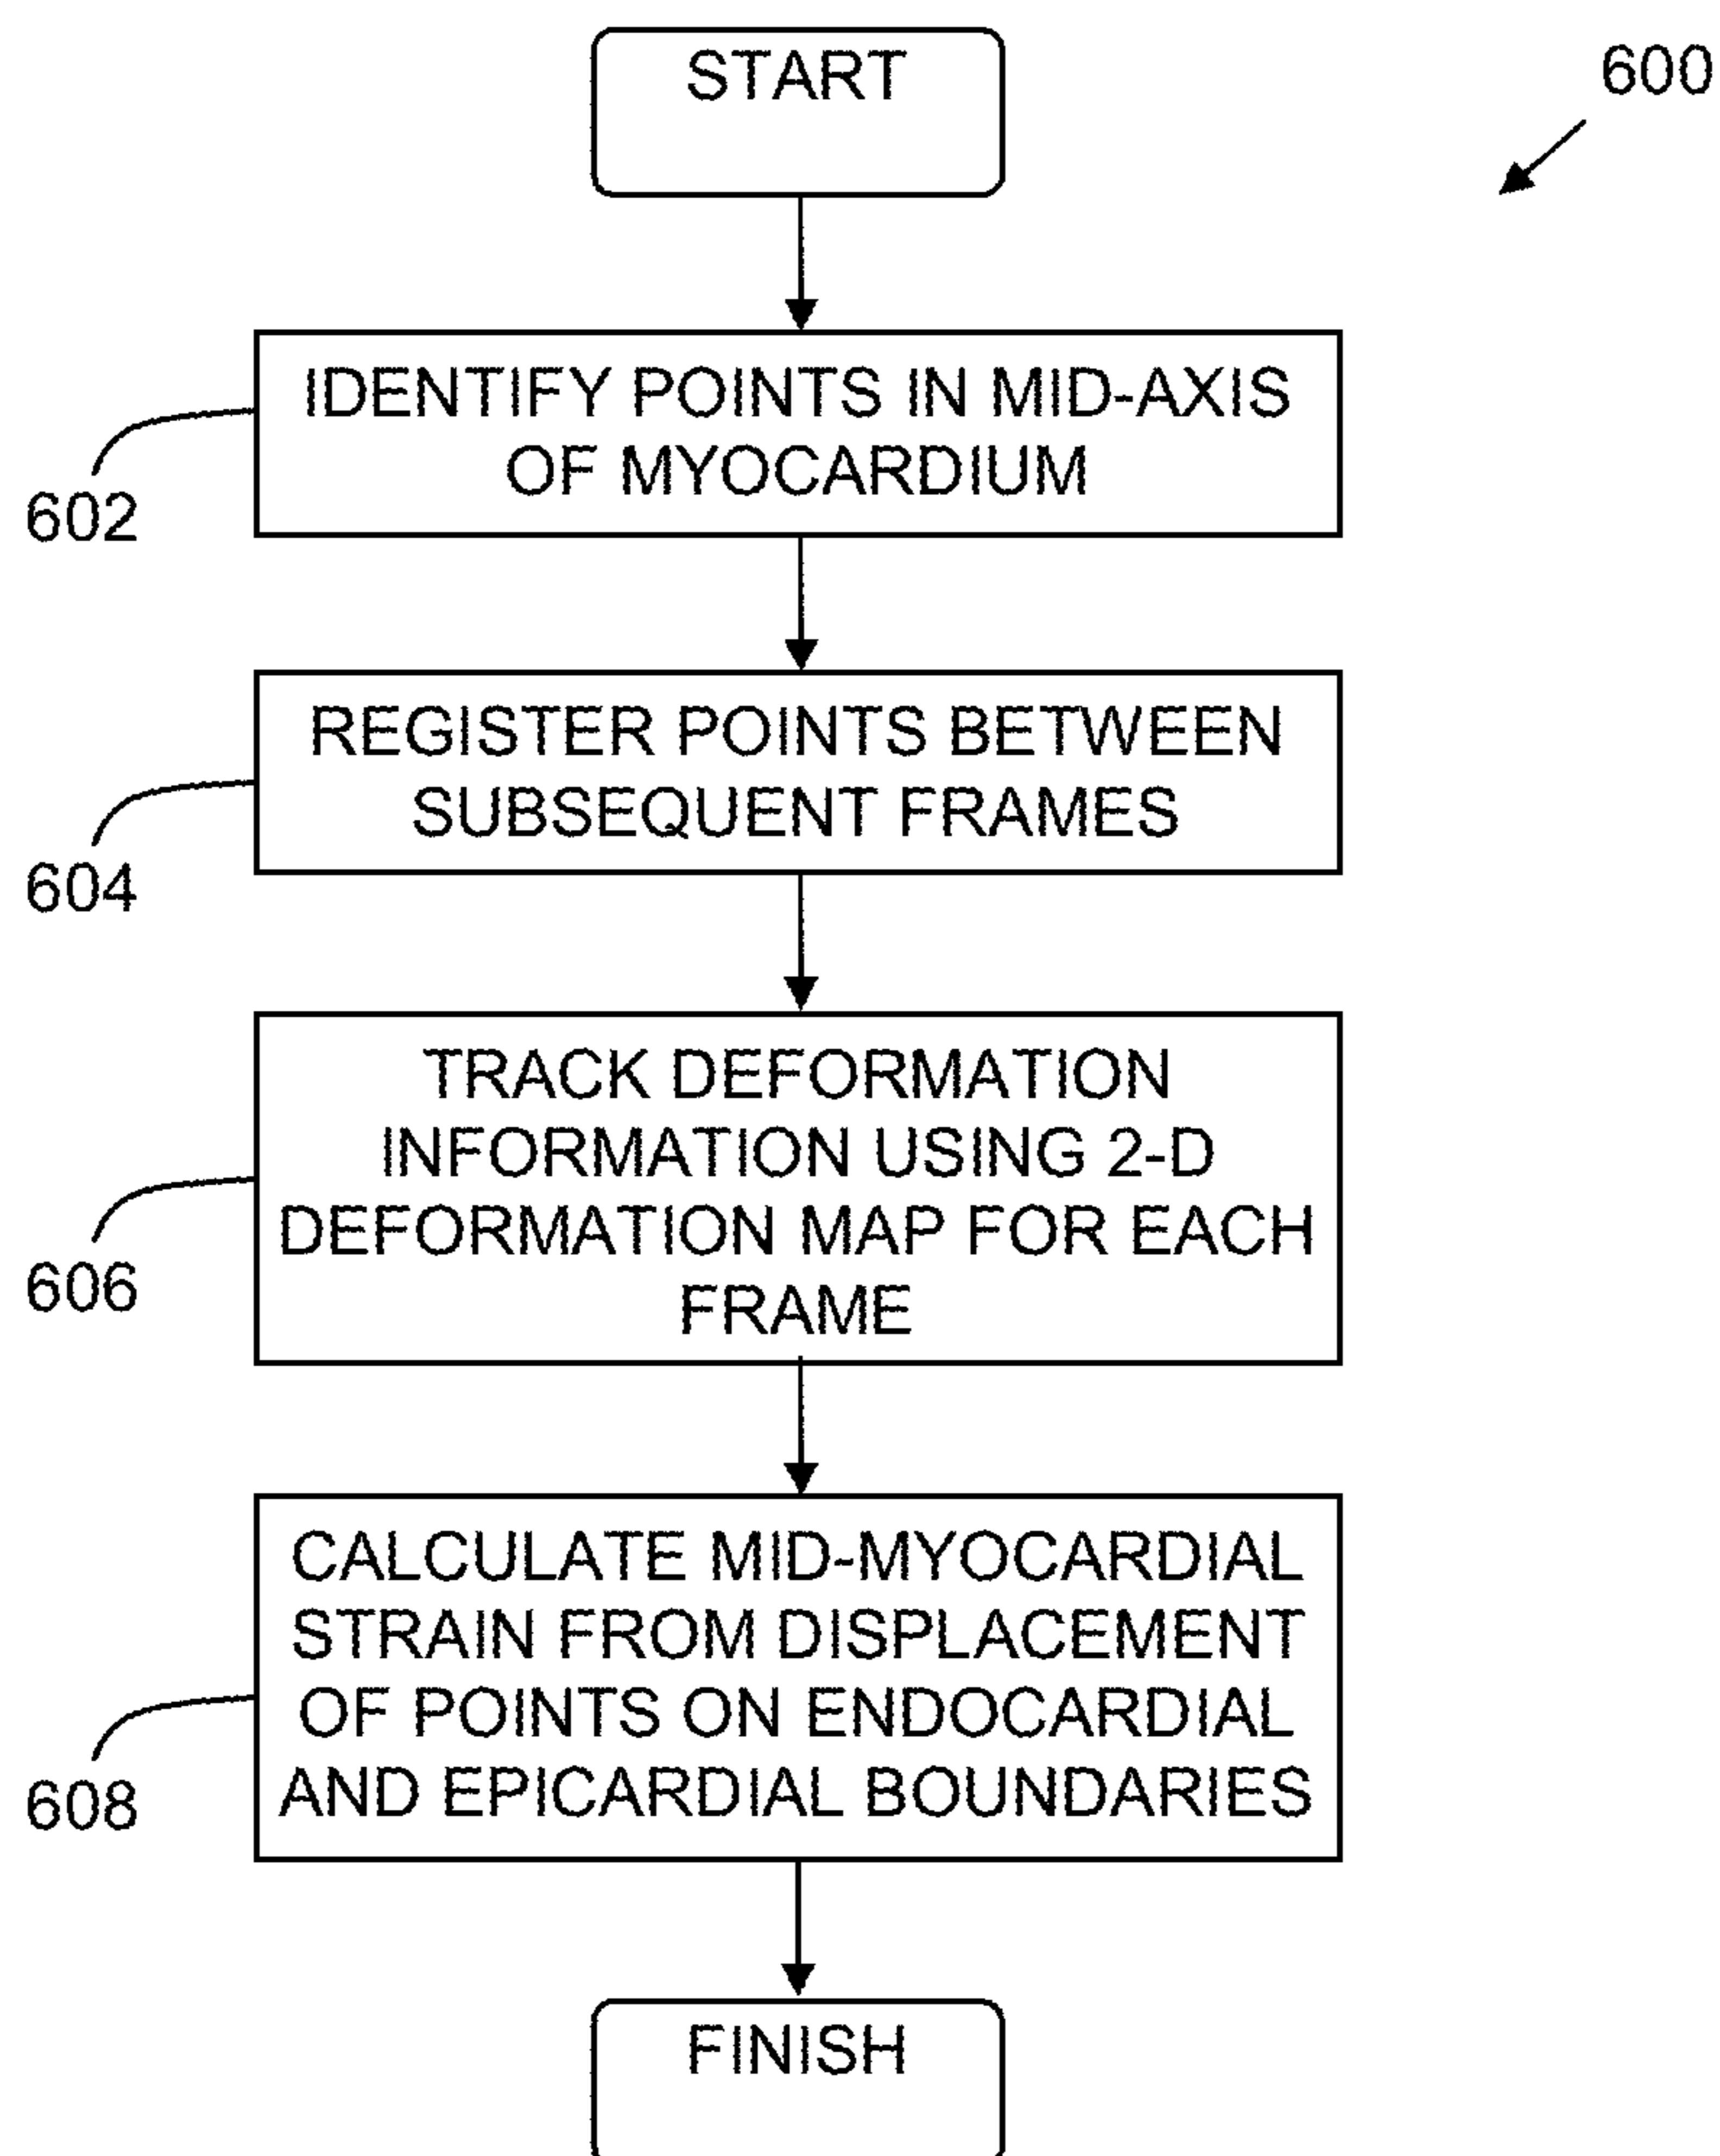 START
600
IDENTIFY POINTS IN MID-AXIS
OF MYOCARDIUM
602
REGISTER POINTS BETWEEN
SUBSEQUENT FRAMES
604
TRACK DEFORMATION
INFORMATION USING 2-D
DEFORMATION MAP FOR EACH
FRAME
606
CALCULATE MID-MYOCARDIAL
STRAIN FROM DISPLACEMENT
OF POINTS ON ENDOCARDIAL
AND EPICARDIAL BOUNDARIES
608
FINISH